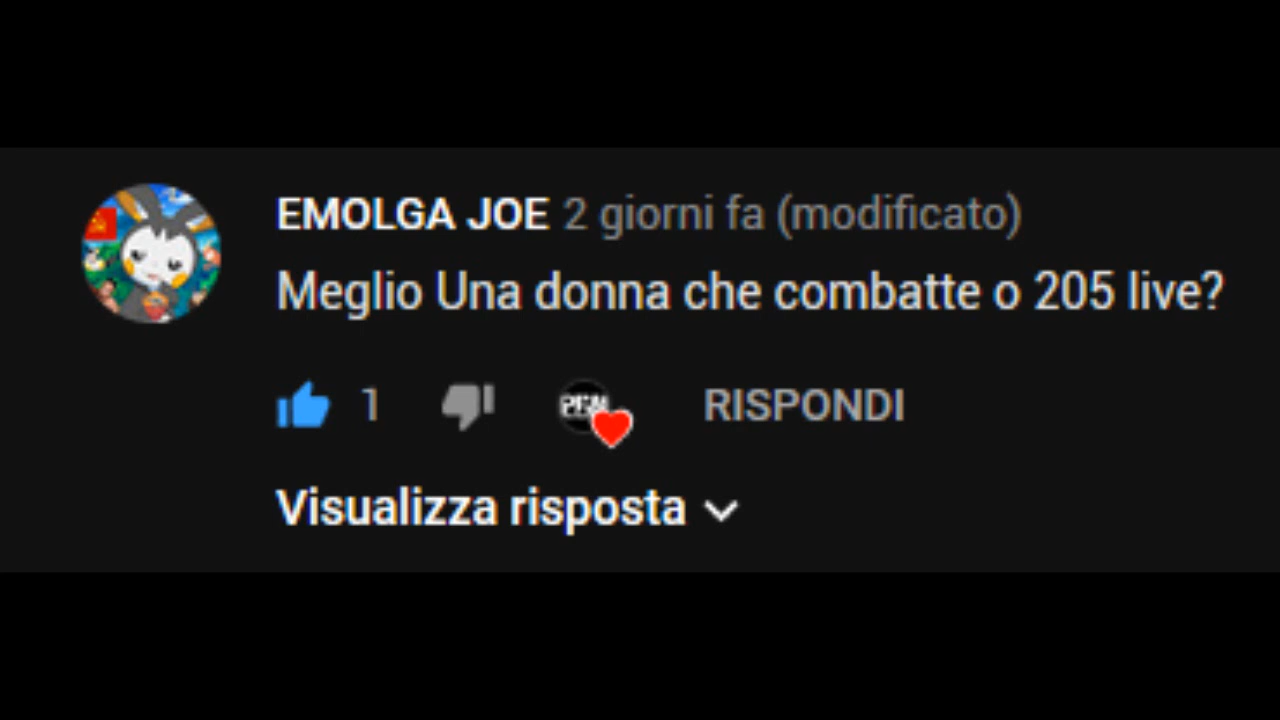 EMOLGA JOE 2 giorni fa (modificato)
Meglio Una donna che combatte o 205 live?
1 RISPONDI
Visualizza risposta